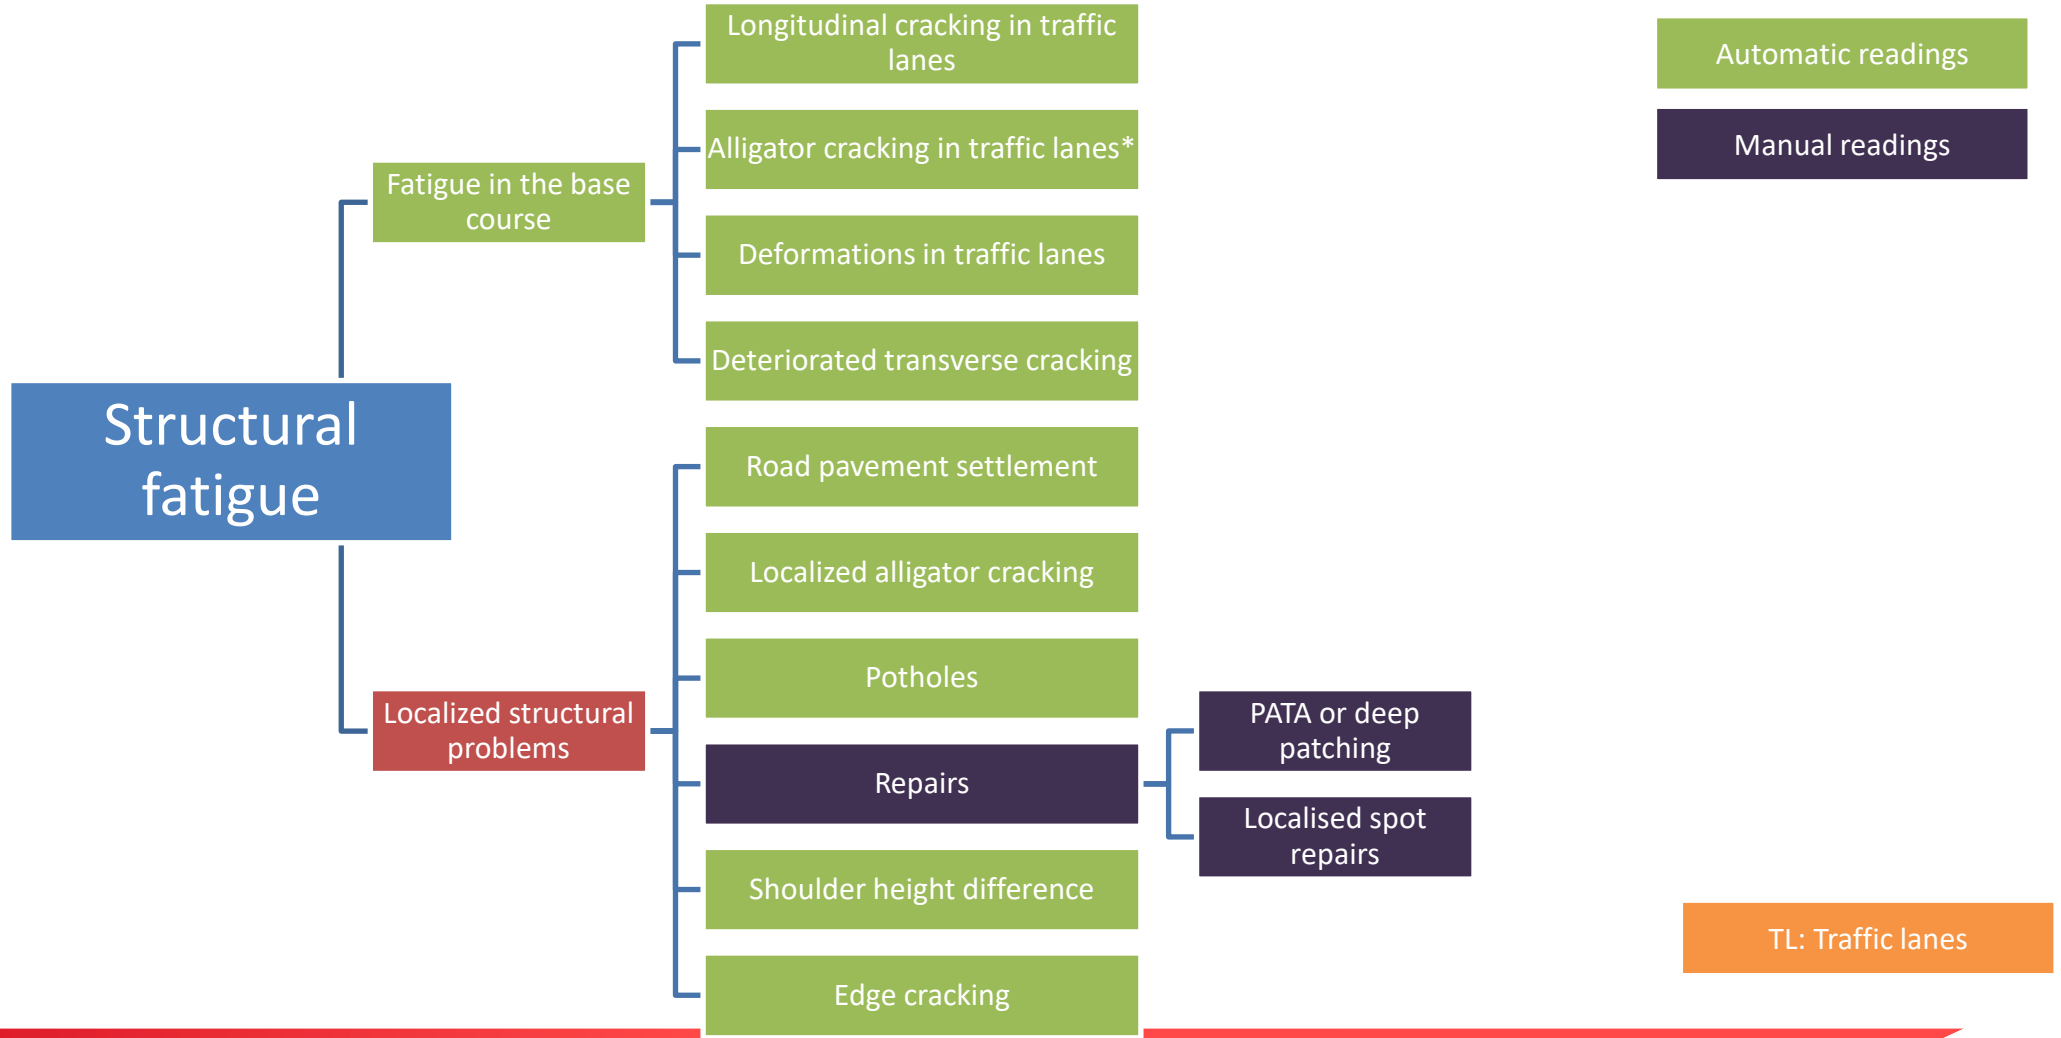 Longitudinal cracking in traffic
lanes
Automatic readings
Alligator cracking in traffic lanes*
Manual readings
Fatigue in the base
course
Deformations in traffic lanes
Deteriorated transverse cracking
Structural
fatigue
Road pavement settlement
Localized alligator cracking
Potholes
Localized structural
problems
PATA or deep
patching
Repairs
Localised spot
repairs
Shoulder height difference
TL: Traffic lanes
Edge cracking